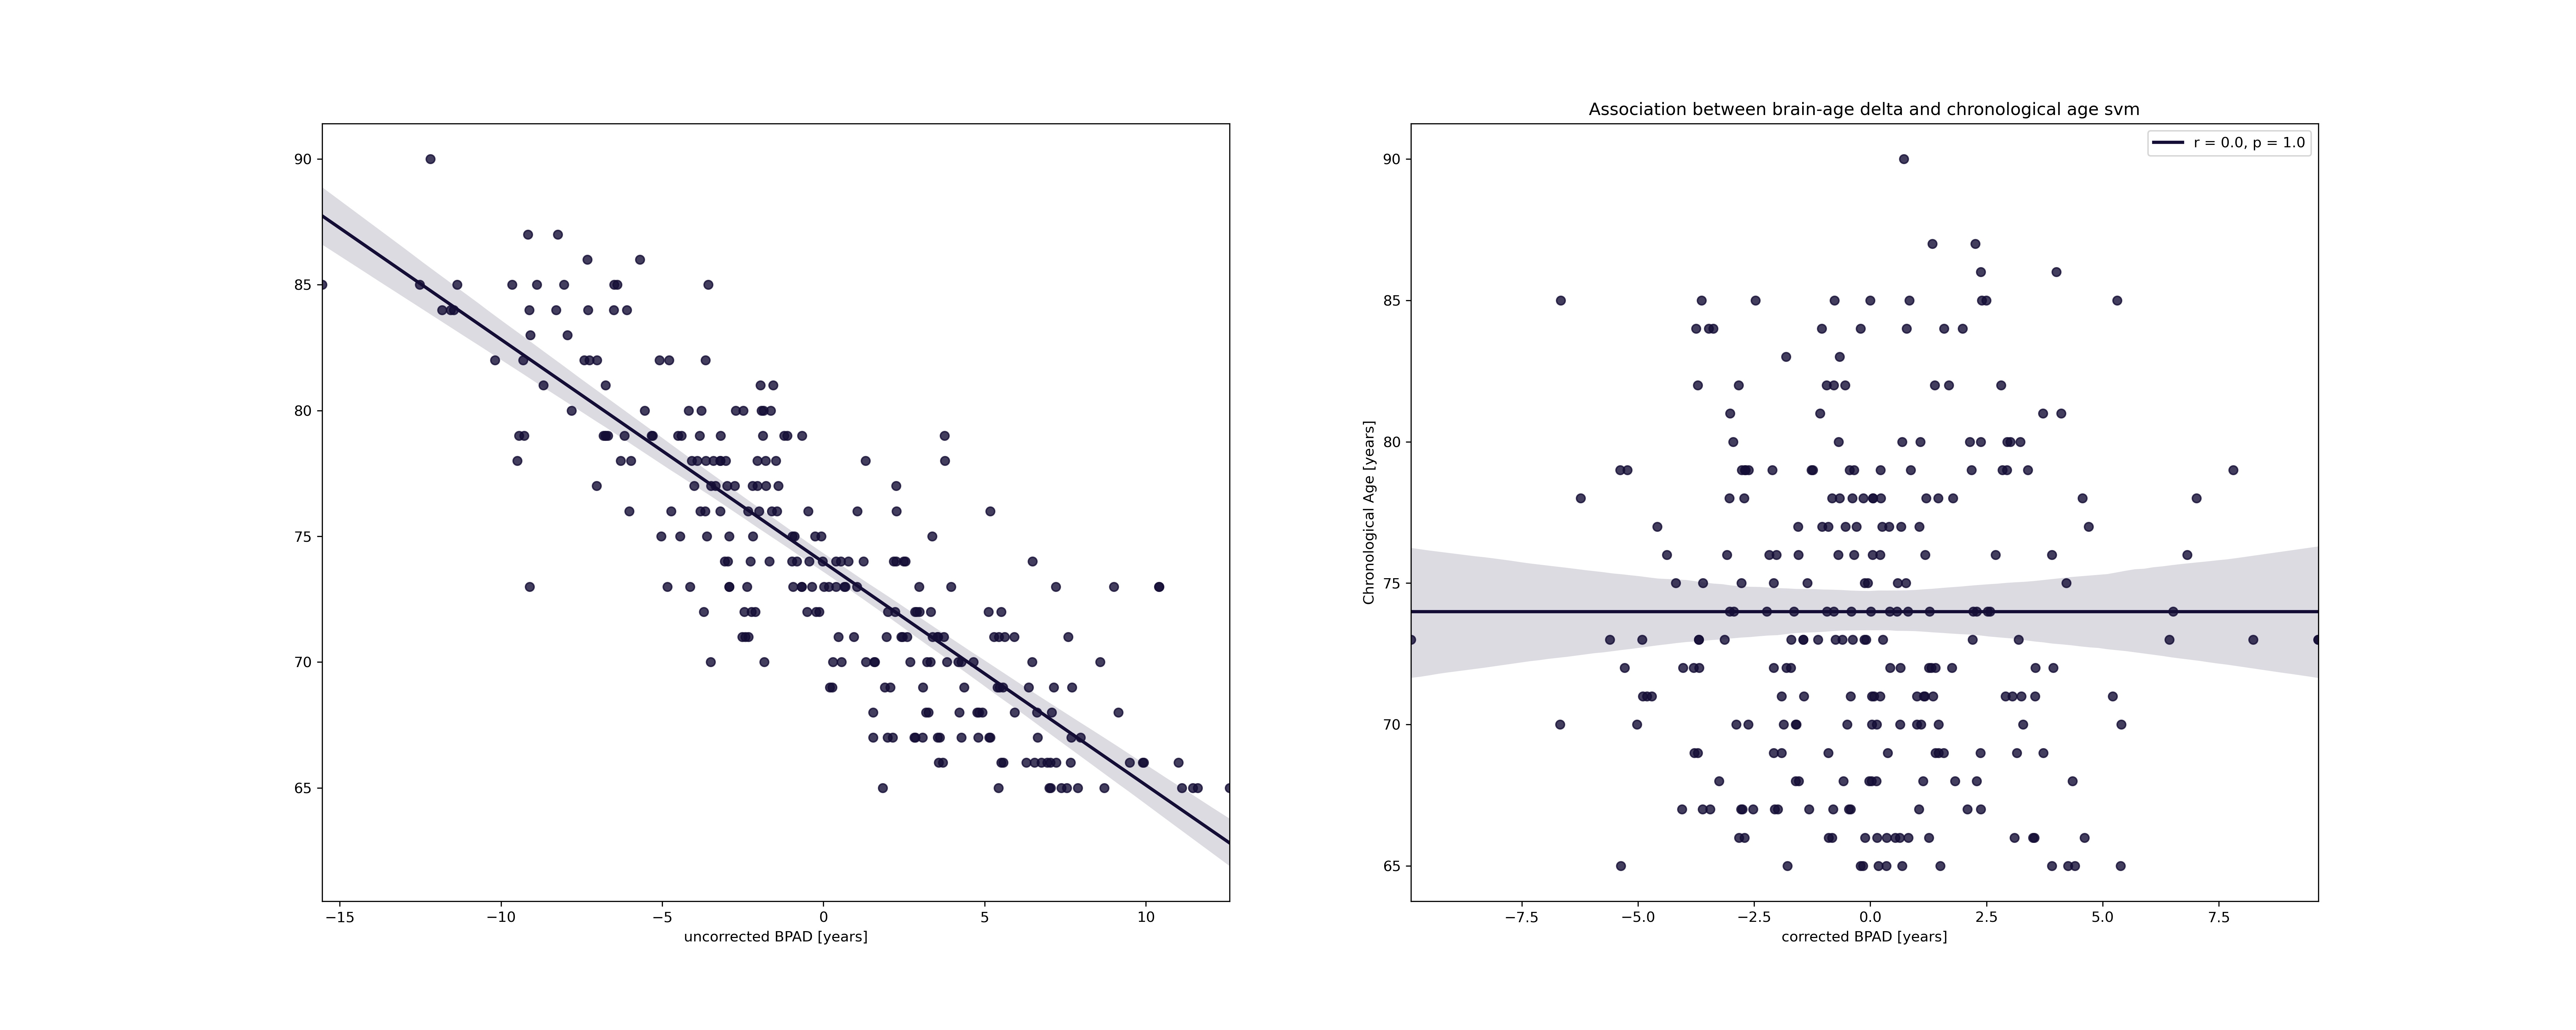 90
85
80
75
70
65
−15 −10 −5 0 5 10
uncorrected BPAD [years]
Association between brain-age delta and chronological age svm
r = 0.0, p = 1.0
Chronological Age [years]
90
85
80
75
70
65
−7.5 −5.0 −2.5 0.0 2.5 5.0 7.5
corrected BPAD [years]